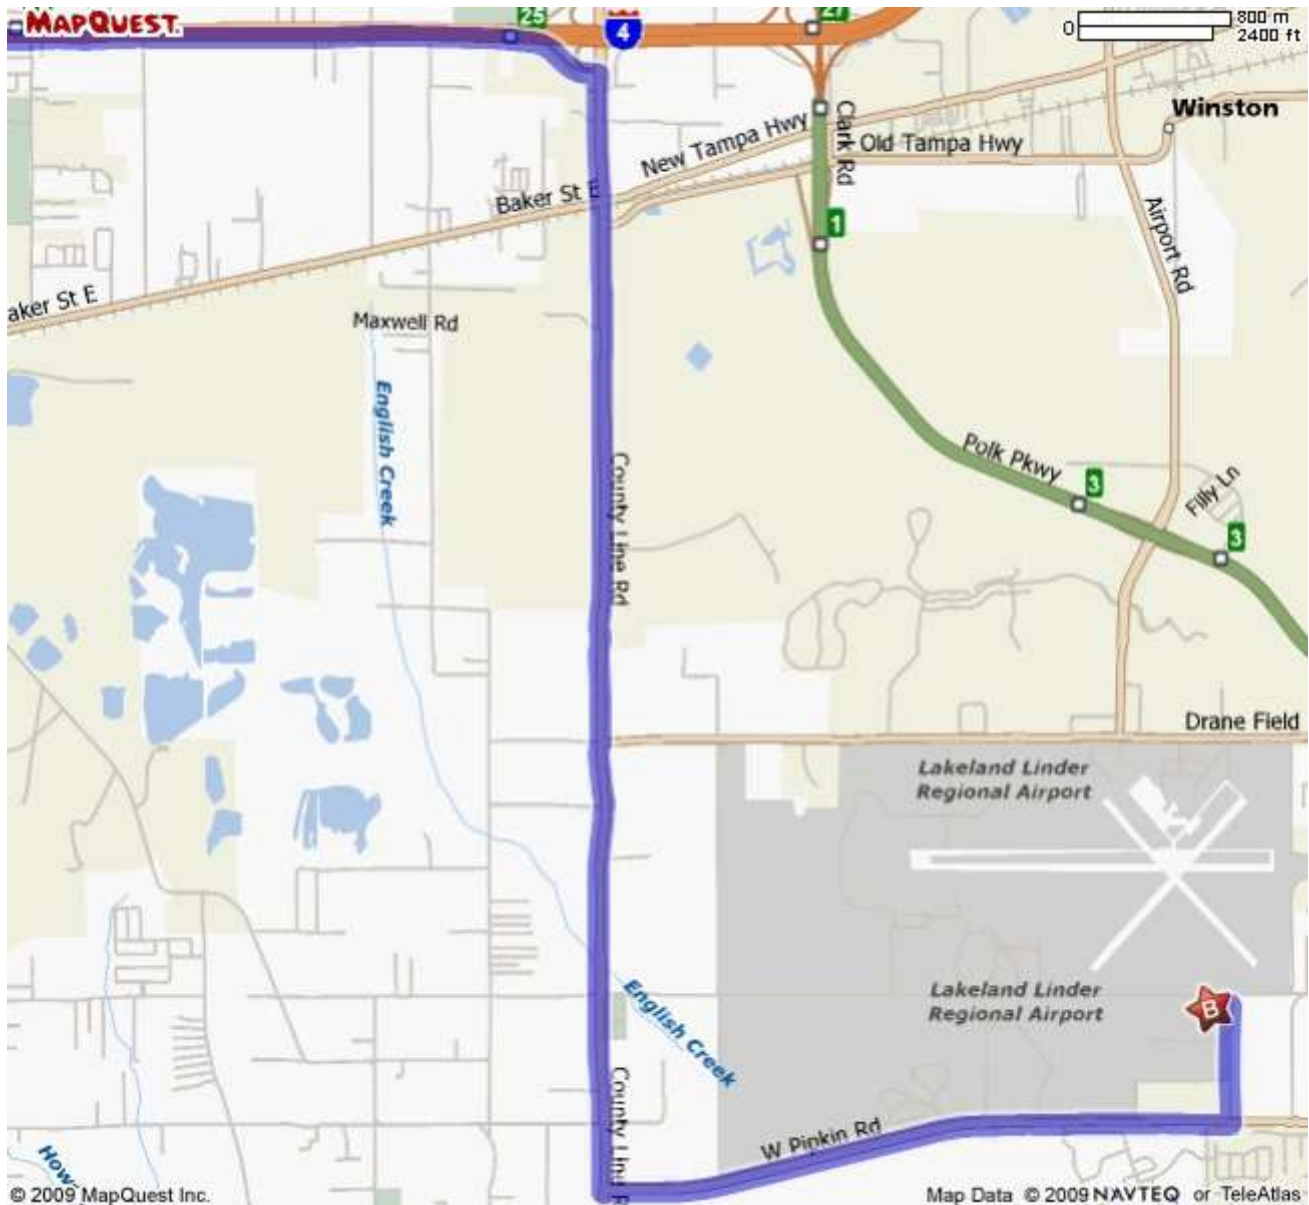 MAPQUEST.
25
4
27
0
800 m
2400 ft
Winston
New Tampa Hwy
Clark Rd
Old Tampa Hwy
Baker St E
Airport Rd
1
aker St E
Maxwell Rd
English Creek
Polk Pkwy
3
Filly Ln
3
County Line Rd
Drane Field
Lakeland Linder
Regional Airport
Lakeland Linder
Regional Airport
B
English Creek
County Line R
W Pipkin Rd
How
© 2009 MapQuest Inc.
Map Data © 2009 NAVTEQ or TeleAtlas